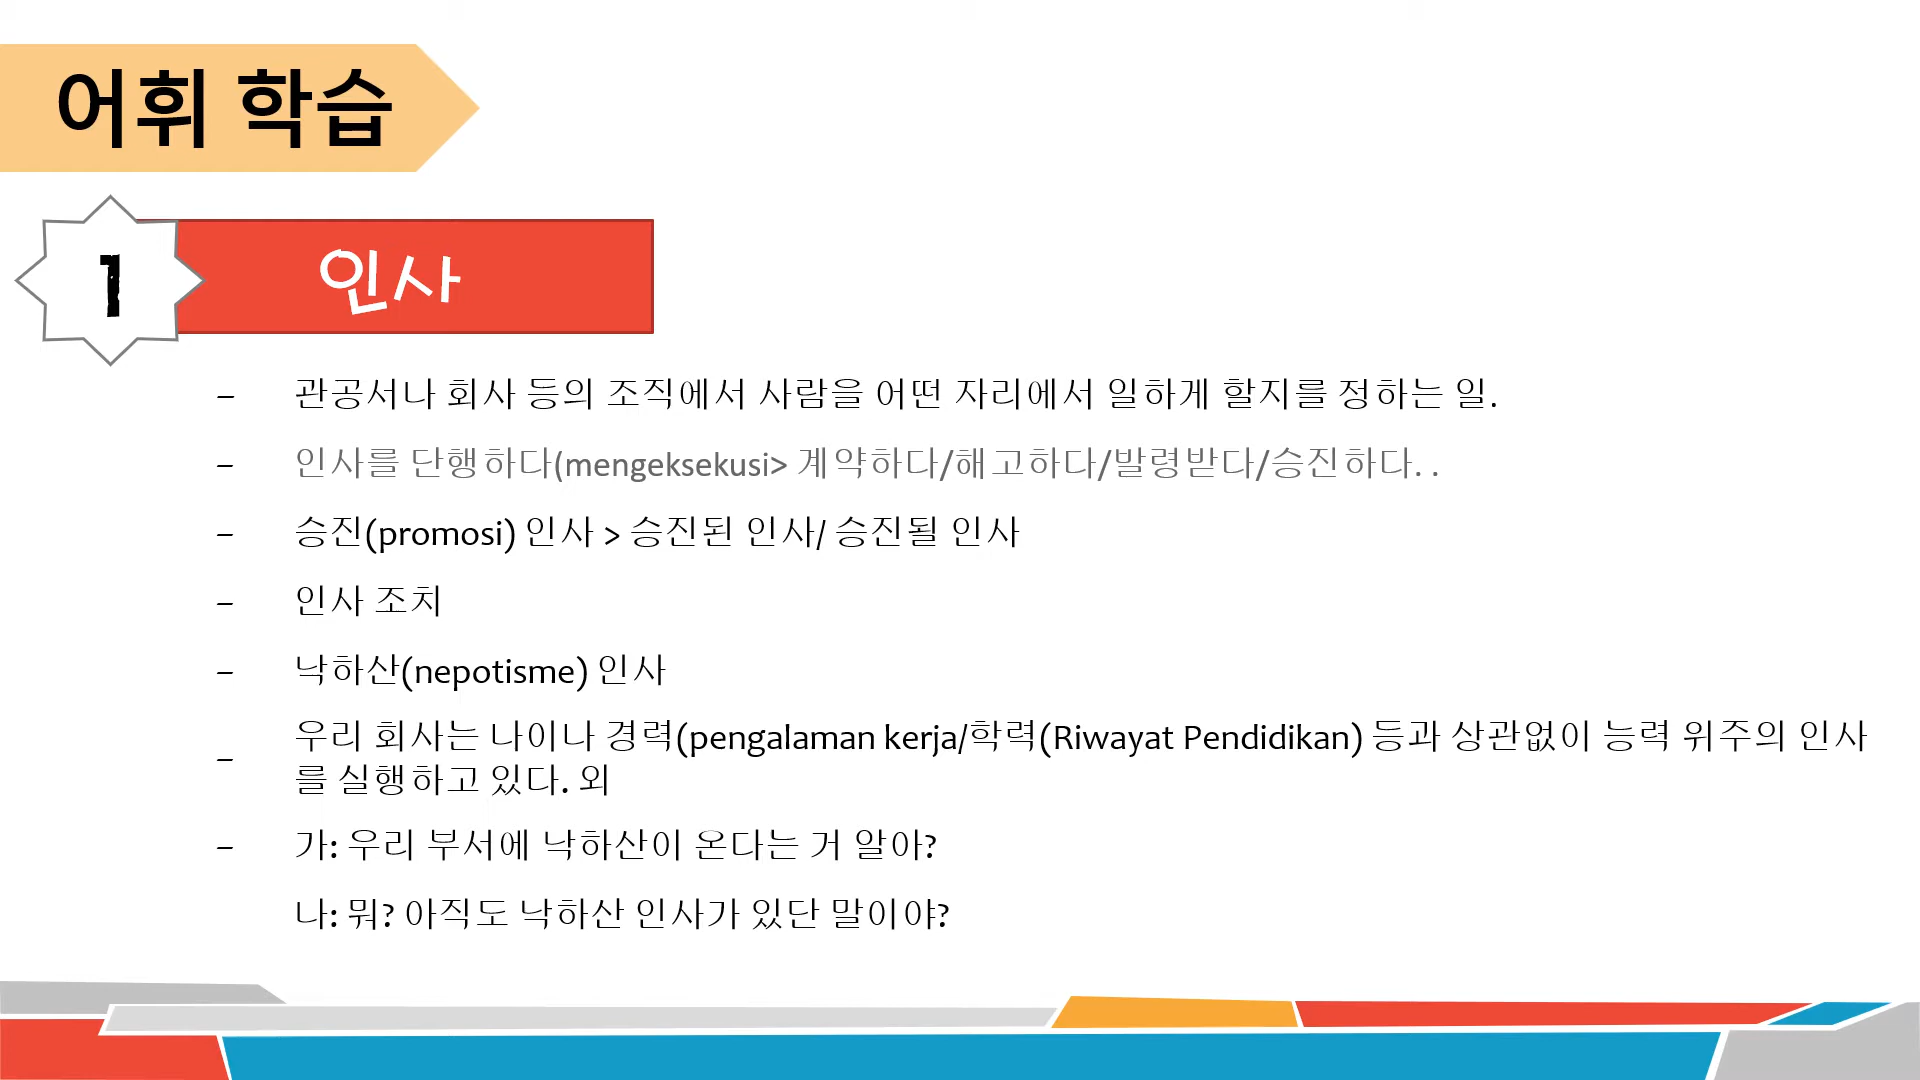 어휘 학습
1
인사
– 관공서나 회사 등의 조직에서 사람을 어떤 자리에서 일하게 할지를 정하는 일.
– 인사를 단행하다(mengeksekusi> 계약하다/해고하다/발령받다/승진하다. .
– 승진(promosi) 인사 > 승진된 인사/ 승진될 인사
– 인사 조치
– 낙하산(nepotisme) 인사
– 우리 회사는 나이나 경력(pengalaman kerja/학력(Riwayat Pendidikan) 등과 상관없이 능력 위주의 인사
를 실행하고 있다. 외
– 가: 우리 부서에 낙하산이 온다는 거 알아?
나: 뭐? 아직도 낙하산 인사가 있단 말이야?